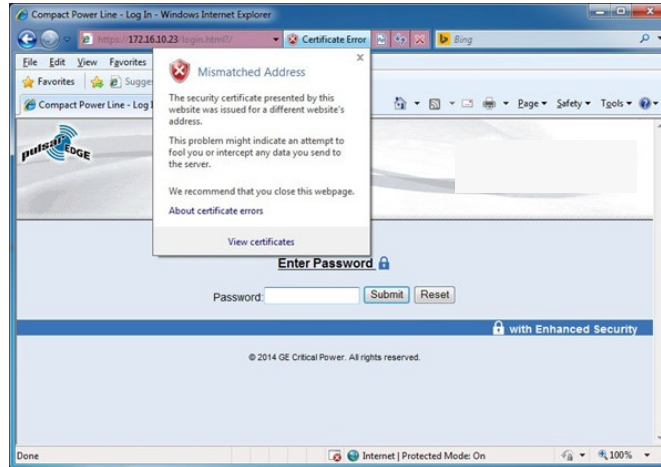 Compact Power Line - Log In - Windows Internet Explorer
https://172.16.10.23/login.html?/
Certificate Error
Bing
File Edit View Favorites
Favorites Sugge
Compact Power Line - Log I
Page Safety Tools
Mismatched Address
The security certificate presented by this
website was issued for a different website's
address.
This problem might indicate an attempt to
fool you or intercept any data you send to
the server.
We recommend that you close this webpage.
About certificate errors
View certificates
pulsar EDGE
Enter Password
Password:
Submit Reset
with Enhanced Security
© 2014 GE Critical Power. All rights reserved.
Done
Internet | Protected Mode: On
100%